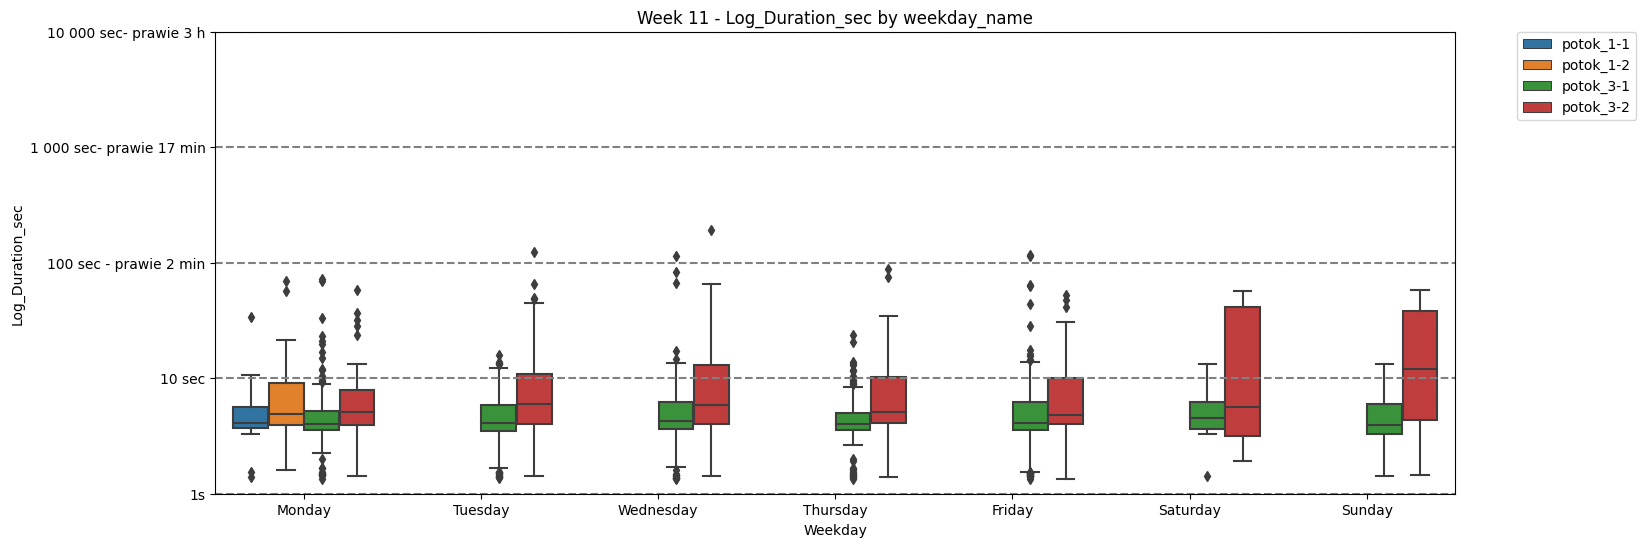 Week 11 - Log_Duration_sec by weekday_name
10 000 sec- prawie 3 h
1 000 sec- prawie 17 min
100 sec - prawie 2 min
10 sec
1s
Log_Duration_sec
Monday
Tuesday
Wednesday
Thursday
Friday
Saturday
Sunday
Weekday
potok_1-1
potok_1-2
potok_3-1
potok_3-2